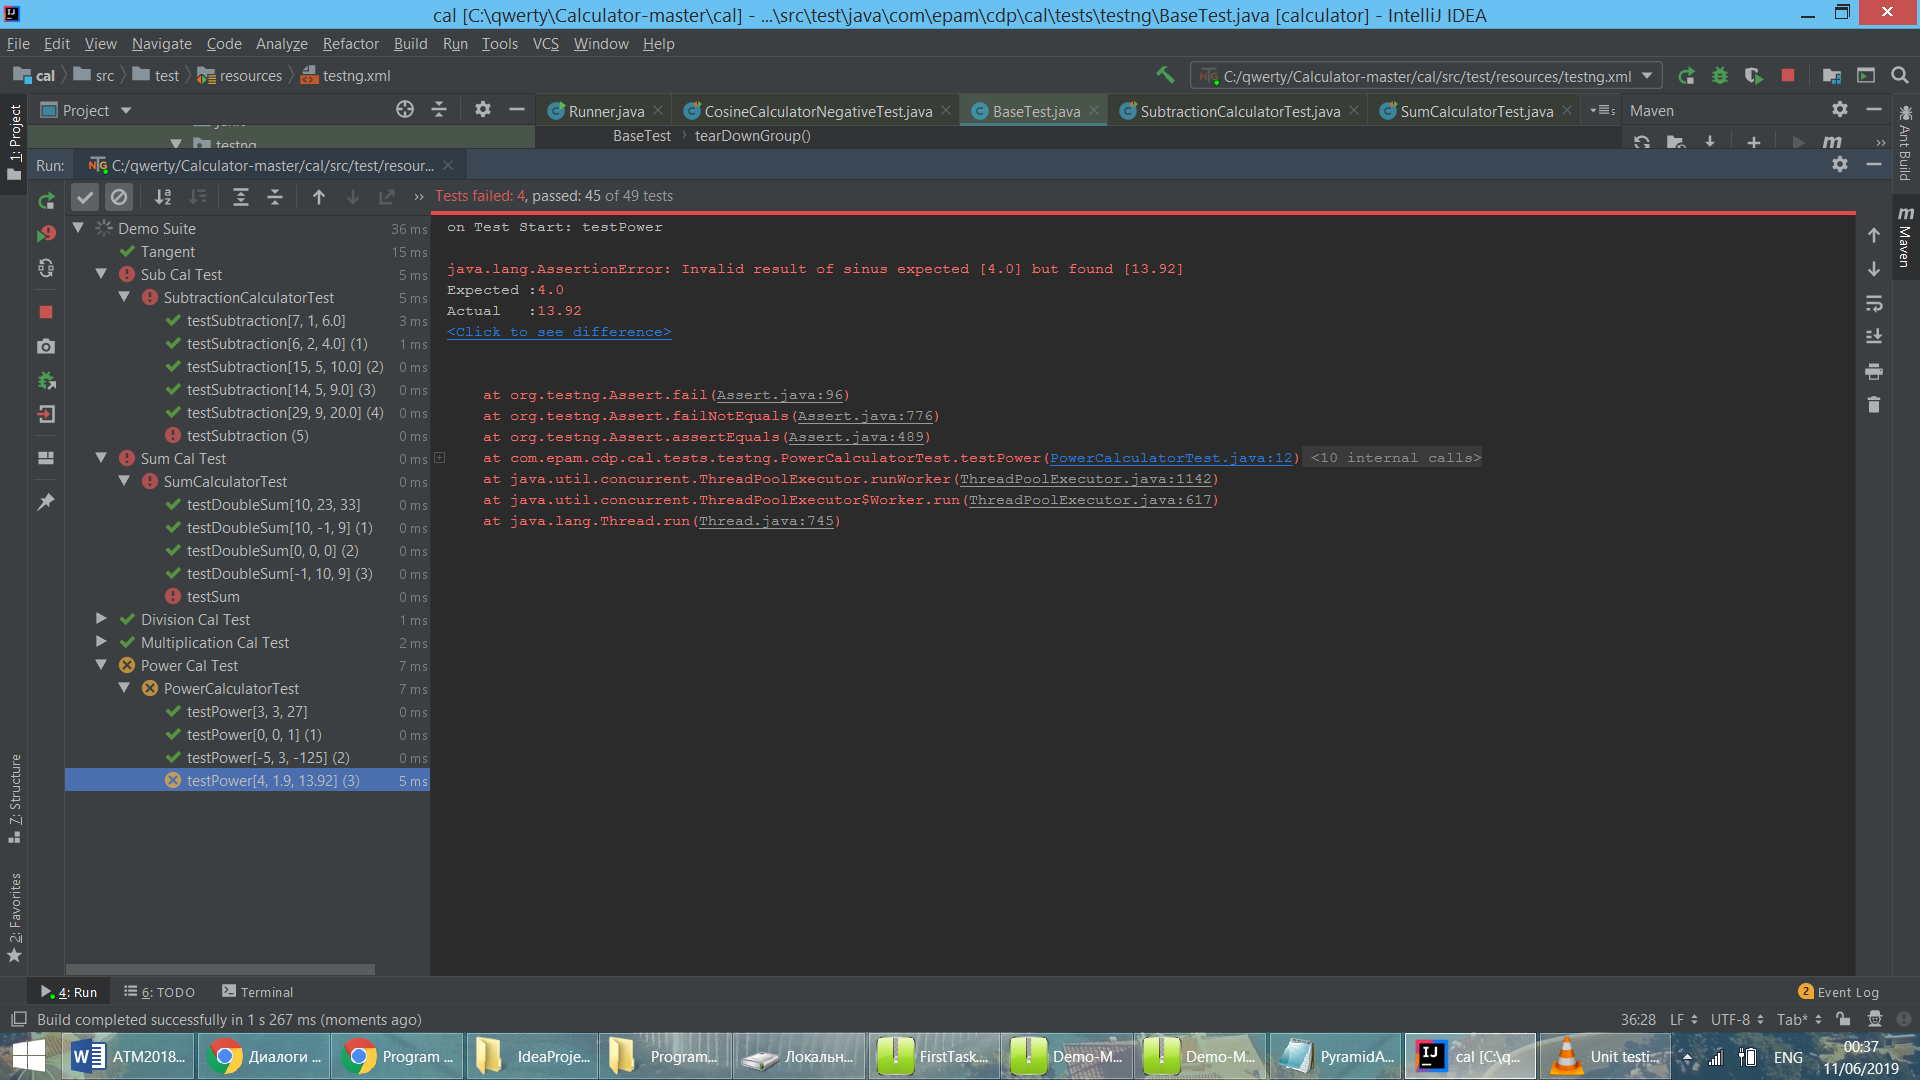 cal [C:\qwerty\Calculator-master\cal] - ...\src\test\java\com\epam\cdp\cal\tests\testng\BaseTest.java [calculator] - IntelliJ IDEA
File Edit View Navigate Code Analyze Refactor Build Run Tools VCS Window Help
cal src test resources testng.xml
C:/qwerty/Calculator-master/cal/src/test/resources/testng.xml
Project
Runner.java CosineCalculatorNegativeTest.java BaseTest.java SubtractionCalculatorTest.java SumCalculatorTest.java
Maven
testng
BaseTest tearDownGroup()
Run: C:/qwerty/Calculator-master/cal/src/test/resour...
Tests failed: 4, passed: 45 of 49 tests
Demo Suite 36 ms
Tangent 15 ms
Sub Cal Test 5 ms
SubtractionCalculatorTest 5 ms
testSubtraction[7, 1, 6.0] 3 ms
testSubtraction[6, 2, 4.0] (1) 1 ms
testSubtraction[15, 5, 10.0] (2) 0 ms
testSubtraction[14, 5, 9.0] (3) 0 ms
testSubtraction[29, 9, 20.0] (4) 0 ms
testSubtraction (5) 0 ms
Sum Cal Test 0 ms
SumCalculatorTest 0 ms
testDoubleSum[10, 23, 33] 0 ms
testDoubleSum[10, -1, 9] (1) 0 ms
testDoubleSum[0, 0, 0] (2) 0 ms
testDoubleSum[-1, 10, 9] (3) 0 ms
testSum 0 ms
Division Cal Test 1 ms
Multiplication Cal Test 2 ms
Power Cal Test 7 ms
PowerCalculatorTest 7 ms
testPower[3, 3, 27] 0 ms
testPower[0, 0, 1] (1) 0 ms
testPower[-5, 3, -125] (2) 0 ms
testPower[4, 1.9, 13.92] (3) 5 ms
on Test Start: testPower
java.lang.AssertionError: Invalid result of sinus expected [4.0] but found [13.92]
Expected :4.0
Actual :13.92
<Click to see difference>
at org.testng.Assert.fail(Assert.java:96)
at org.testng.Assert.failNotEquals(Assert.java:776)
at org.testng.Assert.assertEquals(Assert.java:489)
at com.epam.cdp.cal.tests.testng.PowerCalculatorTest.testPower(PowerCalculatorTest.java:12) <10 internal calls>
at java.util.concurrent.ThreadPoolExecutor.runWorker(ThreadPoolExecutor.java:1142)
at java.util.concurrent.ThreadPoolExecutor$Worker.run(ThreadPoolExecutor.java:617)
at java.lang.Thread.run(Thread.java:745)
1: Project
7: Structure
2: Favorites
Ant Build
m Maven
4: Run 6: TODO Terminal
2 Event Log
Build completed successfully in 1 s 267 ms (moments ago)
36:28 LF UTF-8 Tab*
ATM2018... Диалоги ... Program ... IdeaProje... Program... Локальн... FirstTask.... Demo-M... Demo-M... PyramidA... cal [C:\q... Unit testi...
ENG
00:37
11/06/2019